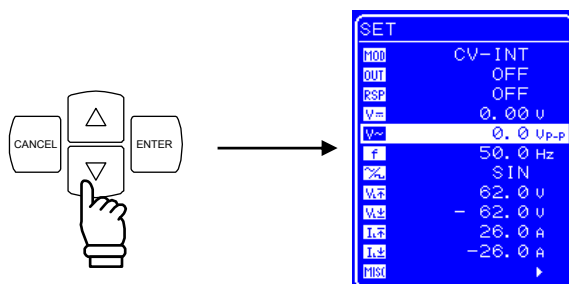 CANCEL
ENTER
SET
MOD CV-INT
OUT OFF
RSP OFF
V⎓ 0.00 V
V~ 0.0 VP-P
f 50.0 Hz
SIN
62.0 V
- 62.0 V
26.0 A
-26.0 A
MISC